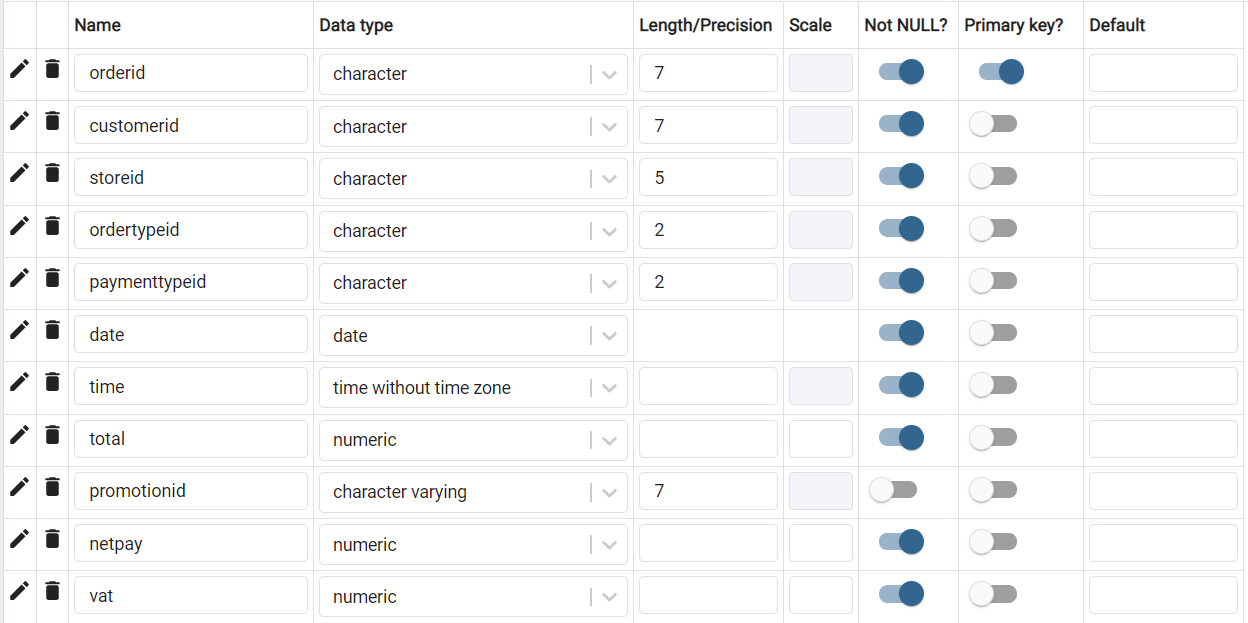 Name Data type Length/Precision Scale Not NULL? Primary key? Default
orderid character 7
customerid character 7
storeid character 5
ordertypeid character 2
paymenttypeid character 2
date date
time time without time zone
total numeric
promotionid character varying 7
netpay numeric
vat numeric